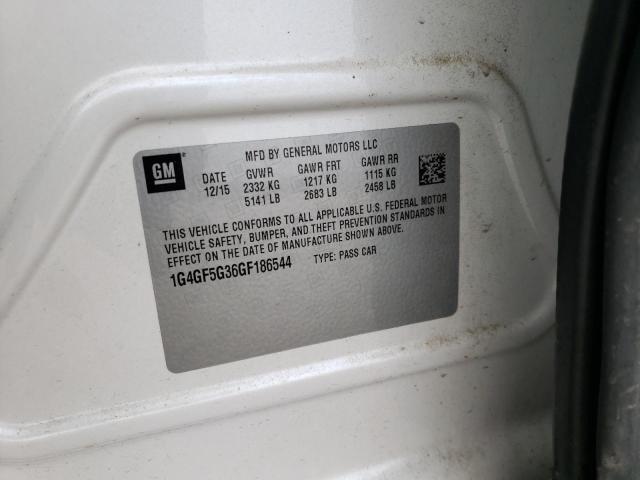 GM
MFD BY GENERAL MOTORS LLC
DATE GVWR GAWR FRT GAWR RR
12/15 2332 KG 1217 KG 1115 KG
5141 LB 2683 LB 2458 LB
THIS VEHICLE CONFORMS TO ALL APPLICABLE U.S. FEDERAL MOTOR
VEHICLE SAFETY, BUMPER, AND THEFT PREVENTION STANDARDS IN
EFFECT ON THE DATE OF MANUFACTURE SHOWN ABOVE.
1G4GF5G36GF186544 TYPE: PASS CAR